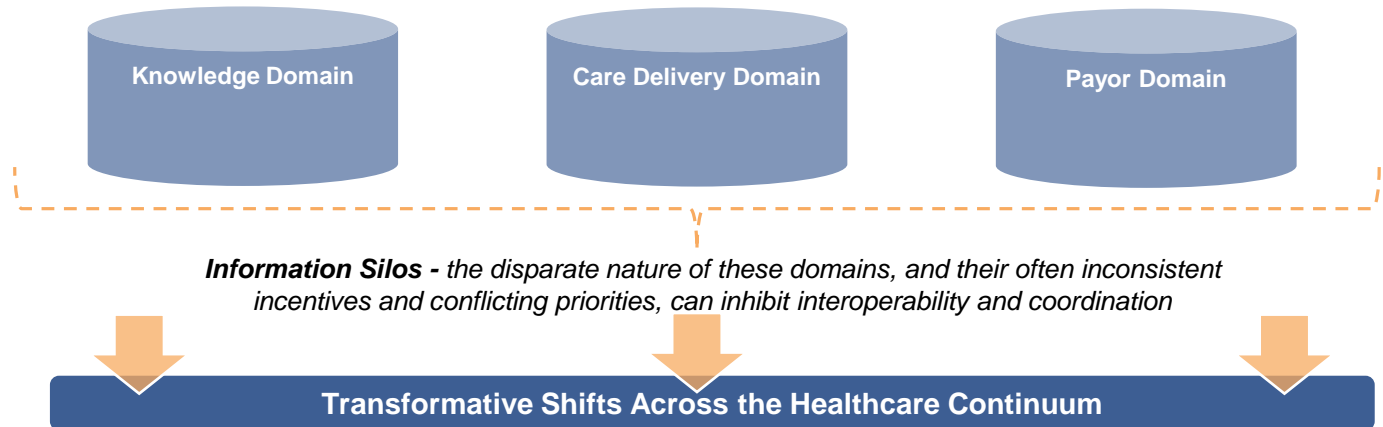 Knowledge Domain
Care Delivery Domain
Payor Domain
Information Silos - the disparate nature of these domains, and their often inconsistent
incentives and conflicting priorities, can inhibit interoperability and coordination
Transformative Shifts Across the Healthcare Continuum